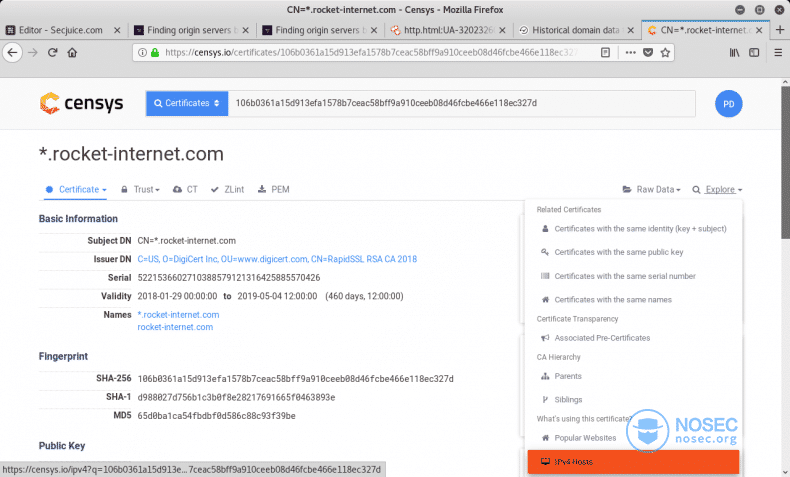 CN=*.rocket-internet.com - Censys - Mozilla Firefox
Editor - Secjuice.com
Finding origin servers b
Finding origin servers b
http.html:UA-3202326
Historical domain data
CN=*.rocket-internet.c
https://censys.io/certificates/106b0361a15d913efa1578b7ceac58bff9a910ceeb08d46fcbe466e118ec327
censys
Certificates
106b0361a15d913efa1578b7ceac58bff9a910ceeb08d46fcbe466e118ec327d
PD
*.rocket-internet.com
Certificate
Trust
CT
ZLint
PEM
Raw Data
Explore
Basic Information
Subject DN CN=*.rocket-internet.com
Issuer DN C=US, O=DigiCert Inc, OU=www.digicert.com, CN=RapidSSL RSA CA 2018
Serial 5221536602710388579121316425885570426
Validity 2018-01-29 00:00:00 to 2019-05-04 12:00:00 (460 days, 12:00:00)
Names *.rocket-internet.com
rocket-internet.com
Fingerprint
SHA-256 106b0361a15d913efa1578b7ceac58bff9a910ceeb08d46fcbe466e118ec327d
SHA-1 d988027d756b1c3b0f8e28217691665f0463893e
MD5 65d0ba1ca54fbdbf0d586c88c93f39be
Public Key
Related Certificates
Certificates with the same identity (key + subject)
Certificates with the same public key
Certificates with the same serial number
Certificates with the same names
Certificate Transparency
Associated Pre-Certificates
CA Hierarchy
Parents
Siblings
What's using this certificate?
Popular Websites
IPv4 Hosts
NOSEC
nosec.org
https://censys.io/ipv4?q=106b0361a15d913e...7ceac58bff9a910ceeb08d46fcbe466e118ec327d